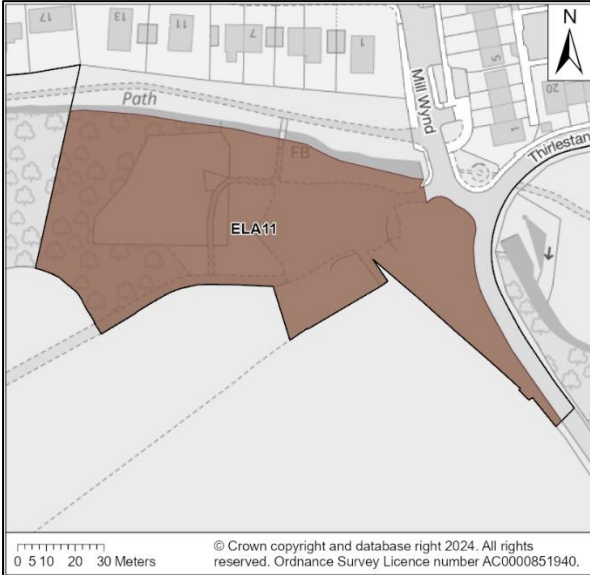 N
17
13
11
7
1
5
20
1
Mill Wynd
Path
FB
Thirlestan
ELA11
0 5 10 20 30 Meters
© Crown copyright and database right 2024. All rights
reserved. Ordnance Survey Licence number AC0000851940.